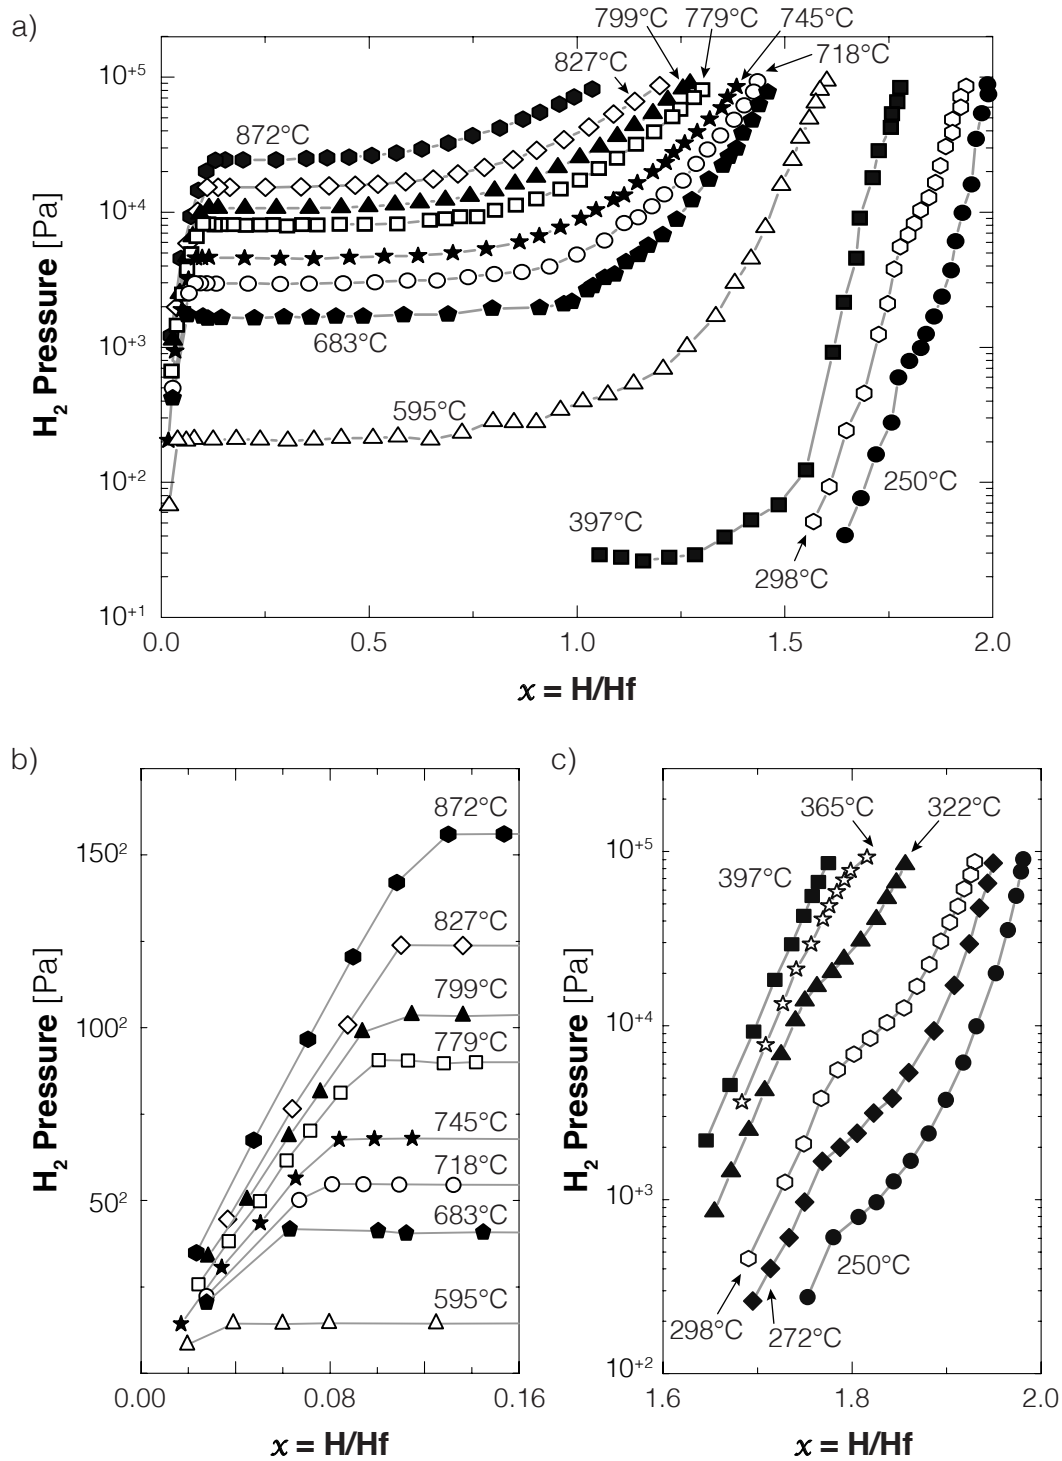 a)
799°C 779°C 745°C
827°C 718°C
10⁺⁵
872°C
10⁺⁴
683°C
10⁺³
595°C
10⁺²
250°C
397°C
298°C
10⁺¹
H₂ Pressure [Pa]
0.0 0.5 1.0 1.5 2.0
x = H/Hf
b)
872°C
150²
827°C
799°C
100²
779°C
745°C
718°C
50²
683°C
595°C
H₂ Pressure [Pa]
0.00 0.08 0.16
x = H/Hf
c)
365°C 322°C
10⁺⁵
397°C
10⁺⁴
10⁺³
250°C
298°C 272°C
10⁺²
H₂ Pressure [Pa]
1.6 1.8 2.0
x = H/Hf